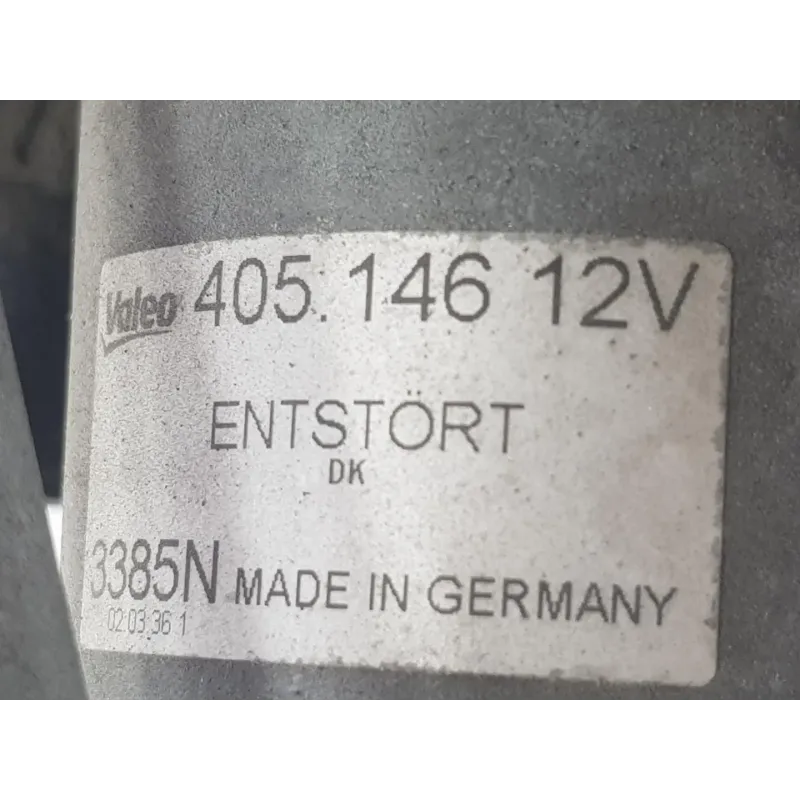 Valeo 405.146 12V
ENTSTÖRT
DK
3385N MADE IN GERMANY
02 03 36 1